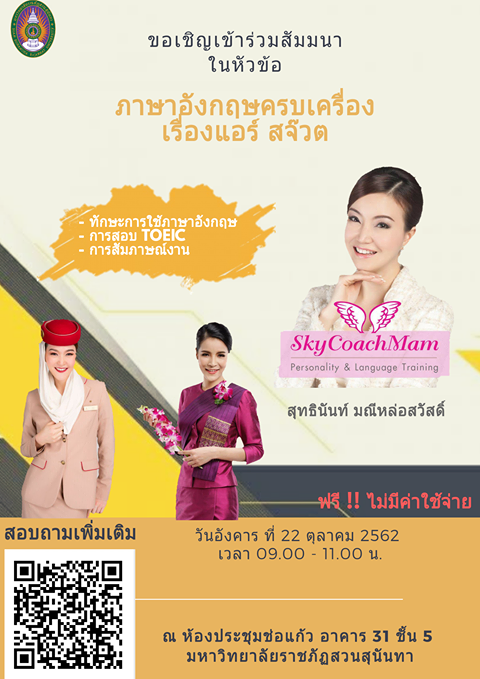 ขอเชิญเข้าร่วมสัมมนา
ในหัวข้อ
ภาษาอังกฤษครบเครื่อง
เรื่องแอร์ สจ๊วต
- ทักษะการใช้ภาษาอังกฤษ
- การสอบ TOEIC
- การสัมภาษณ์งาน
SkyCoachMam
Personality & Language Training
สุทธินันท์ มณีหล่อสวัสดิ์
ฟรี !! ไม่มีค่าใช้จ่าย
สอบถามเพิ่มเติม
วันอังคาร ที่ 22 ตุลาคม 2562
เวลา 09.00 - 11.00 น.
ณ ห้องประชุมช่อแก้ว อาคาร 31 ชั้น 5
มหาวิทยาลัยราชภัฏสวนสุนันทา